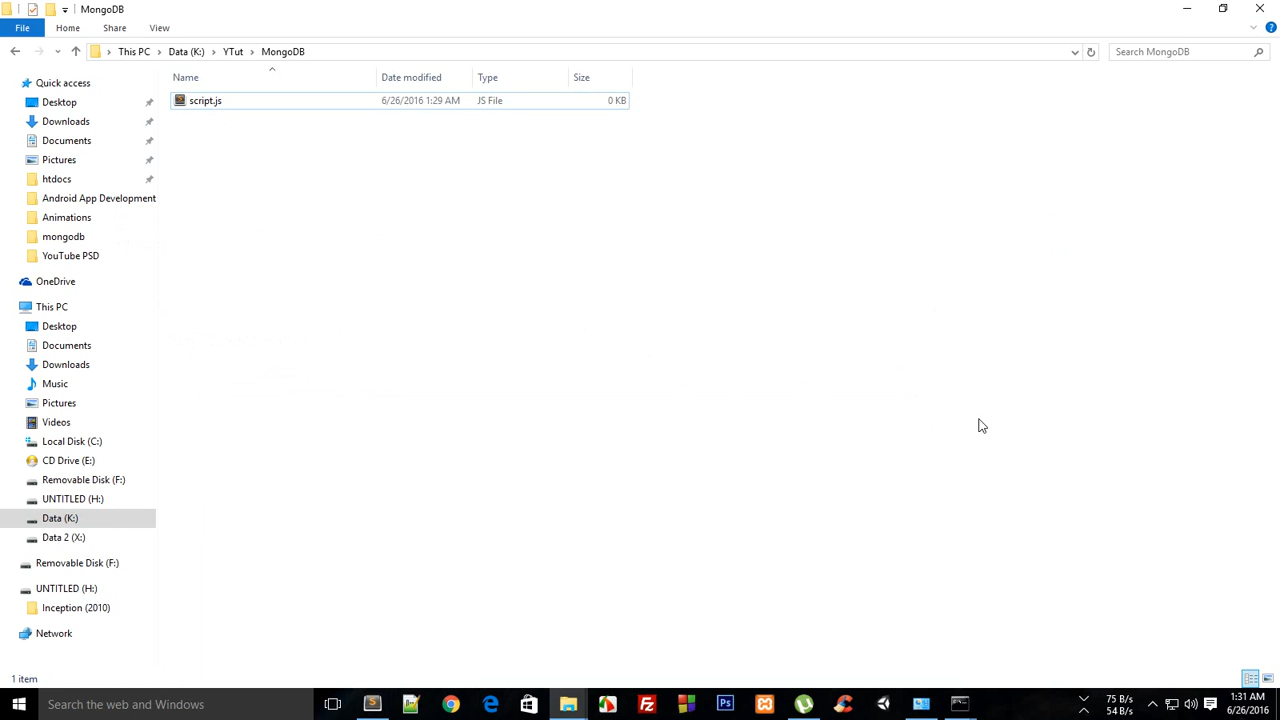 MongoDB
File Home Share View
This PC Data (K:) YTut MongoDB Search MongoDB
Name Date modified Type Size
script.js 6/26/2016 1:29 AM JS File 0 KB
Quick access
Desktop
Downloads
Documents
Pictures
htdocs
Android App Development
Animations
mongodb
YouTube PSD
OneDrive
This PC
Desktop
Documents
Downloads
Music
Pictures
Videos
Local Disk (C:)
CD Drive (E:)
Removable Disk (F:)
UNTITLED (H:)
Data (K:)
Data 2 (X:)
Removable Disk (F:)
UNTITLED (H:)
Inception (2010)
Network
1 item
Search the web and Windows
Ps
75 B/s
54 B/s
1:31 AM
6/26/2016